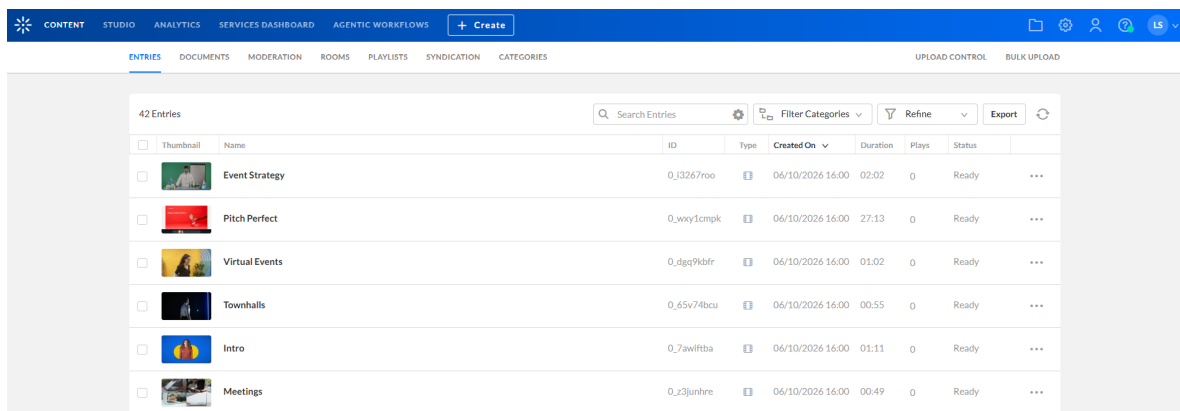 CONTENT STUDIO ANALYTICS SERVICES DASHBOARD AGENTIC WORKFLOWS + Create LS
ENTRIES DOCUMENTS MODERATION ROOMS PLAYLISTS SYNDICATION CATEGORIES UPLOAD CONTROL BULK UPLOAD
42 Entries Search Entries Filter Categories Refine Export
Thumbnail Name ID Type Created On Duration Plays Status
Event Strategy 0_i3267roo 06/10/2026 16:00 02:02 0 Ready
Pitch Perfect 0_wxy1cmpk 06/10/2026 16:00 27:13 0 Ready
Virtual Events 0_dgq9kbfr 06/10/2026 16:00 01:02 0 Ready
Townhalls 0_65v74bcu 06/10/2026 16:00 00:55 0 Ready
Intro 0_7awiftba 06/10/2026 16:00 01:11 0 Ready
Meetings 0_z3junhre 06/10/2026 16:00 00:49 0 Ready